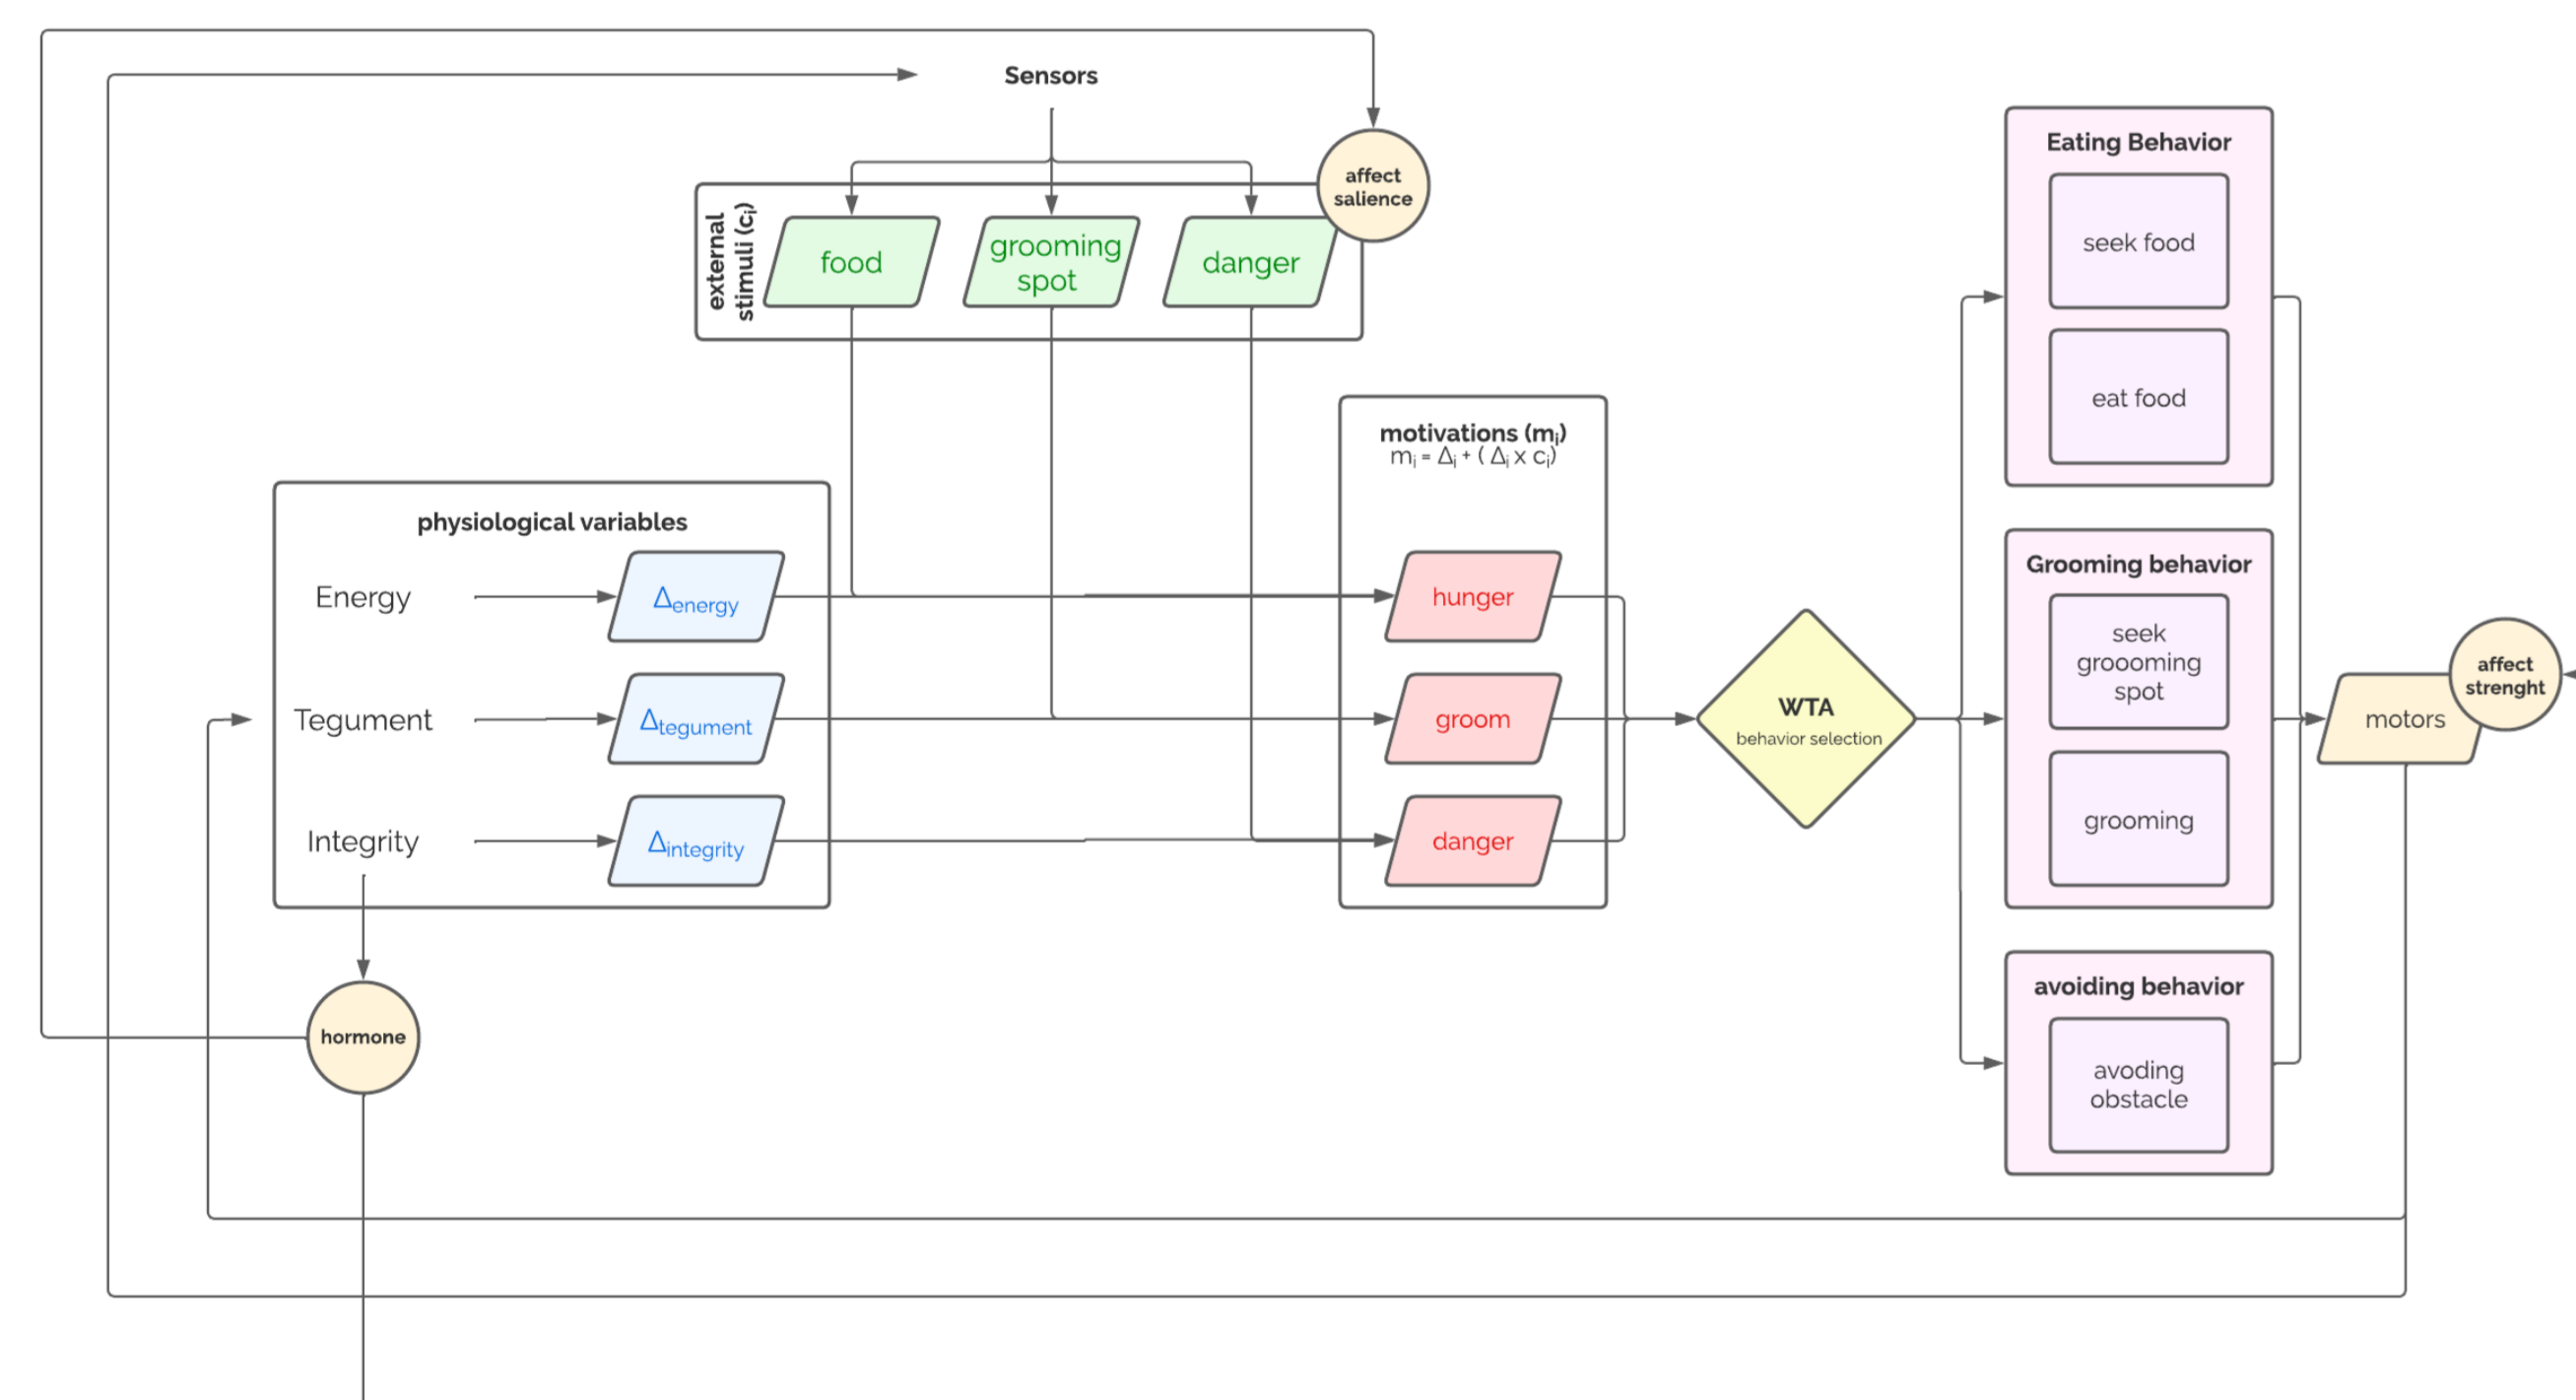 Sensors
affect
salience
external
stimuli (cᵢ)
food
grooming
spot
danger
motivations (mᵢ)
mᵢ = Δᵢ + ( Δᵢ x cᵢ)
physiological variables
Energy
Δenergy
hunger
Tegument
Δtegument
groom
Integrity
Δintegrity
danger
hormone
WTA
behavior selection
Eating Behavior
seek food
eat food
Grooming behavior
seek
groooming
spot
grooming
avoiding behavior
avoding
obstacle
motors
affect
strenght